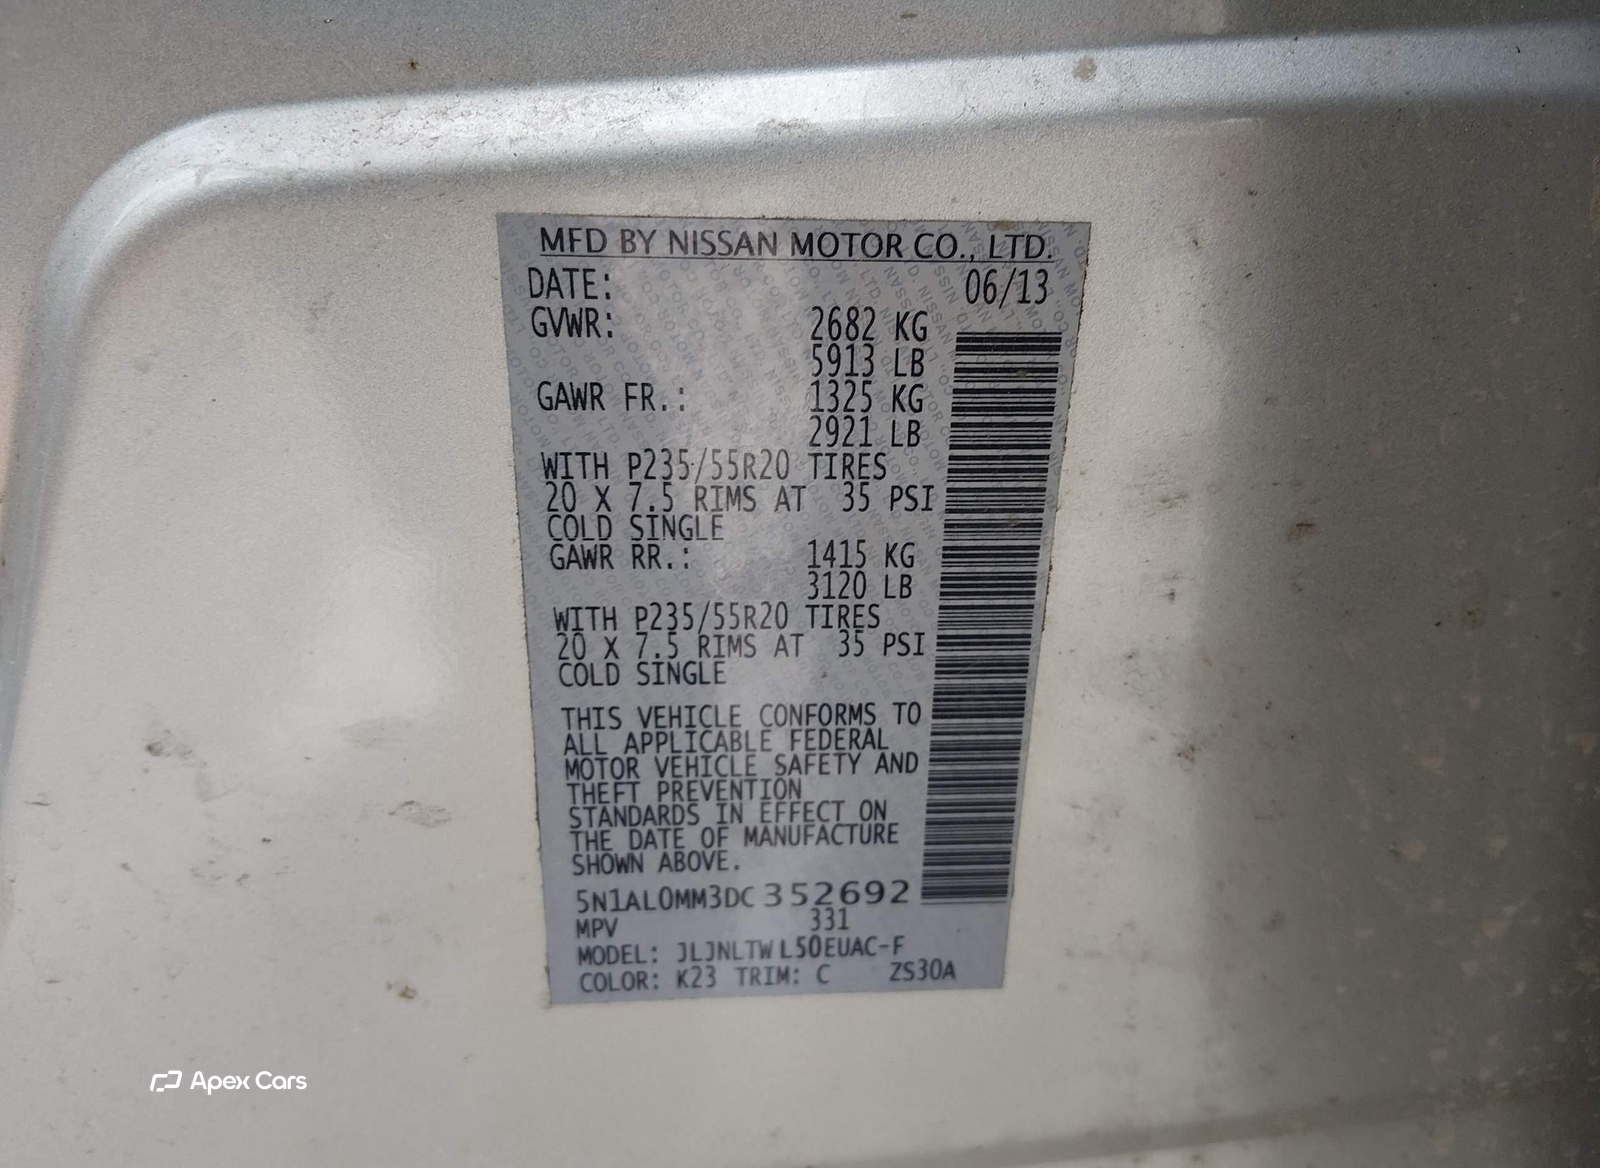 MFD BY NISSAN MOTOR CO., LTD.
DATE: 06/13
GVWR: 2682 KG
5913 LB
GAWR FR.: 1325 KG
2921 LB
WITH P235/55R20 TIRES
20 X 7.5 RIMS AT 35 PSI
COLD SINGLE
GAWR RR.: 1415 KG
3120 LB
WITH P235/55R20 TIRES
20 X 7.5 RIMS AT 35 PSI
COLD SINGLE
THIS VEHICLE CONFORMS TO
ALL APPLICABLE FEDERAL
MOTOR VEHICLE SAFETY AND
THEFT PREVENTION
STANDARDS IN EFFECT ON
THE DATE OF MANUFACTURE
SHOWN ABOVE.
5N1AL0MM3DC352692
MPV 331
MODEL: JLJNLTW L50EUAC-F
COLOR: K23 TRIM: C ZS30A
Apex Cars